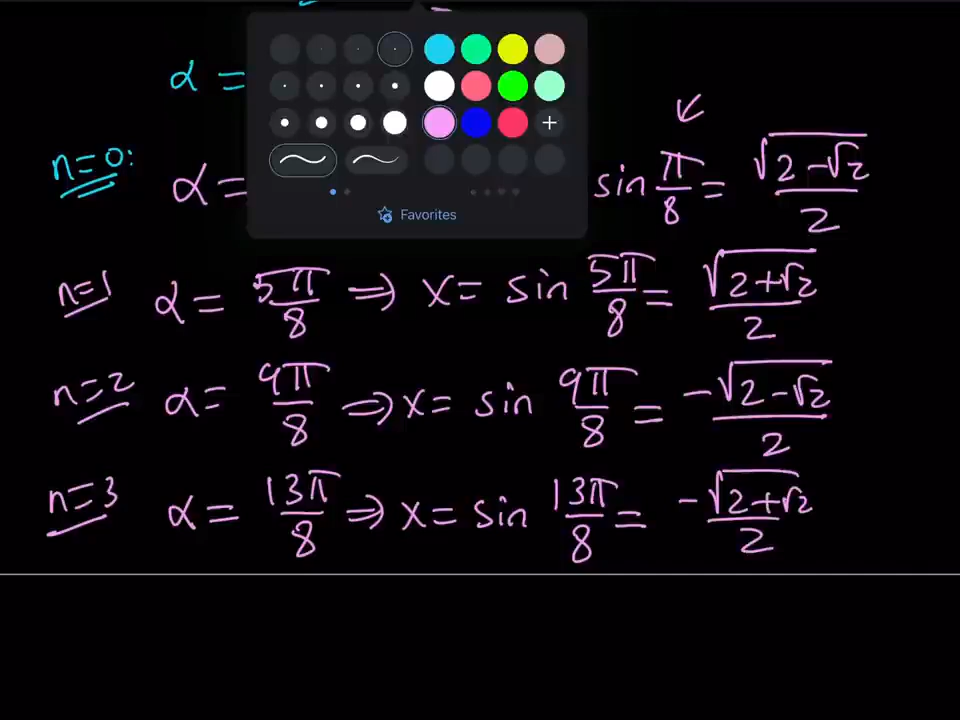 α =
Favorites
n=0: α = sin π/8 = √(2-√2)/2
n=1 α = 5π/8 ⇒ x = sin 5π/8 = √(2+√2)/2
n=2 α = 9π/8 ⇒ x = sin 9π/8 = -√(2-√2)/2
n=3 α = 13π/8 ⇒ x = sin 13π/8 = -√(2+√2)/2